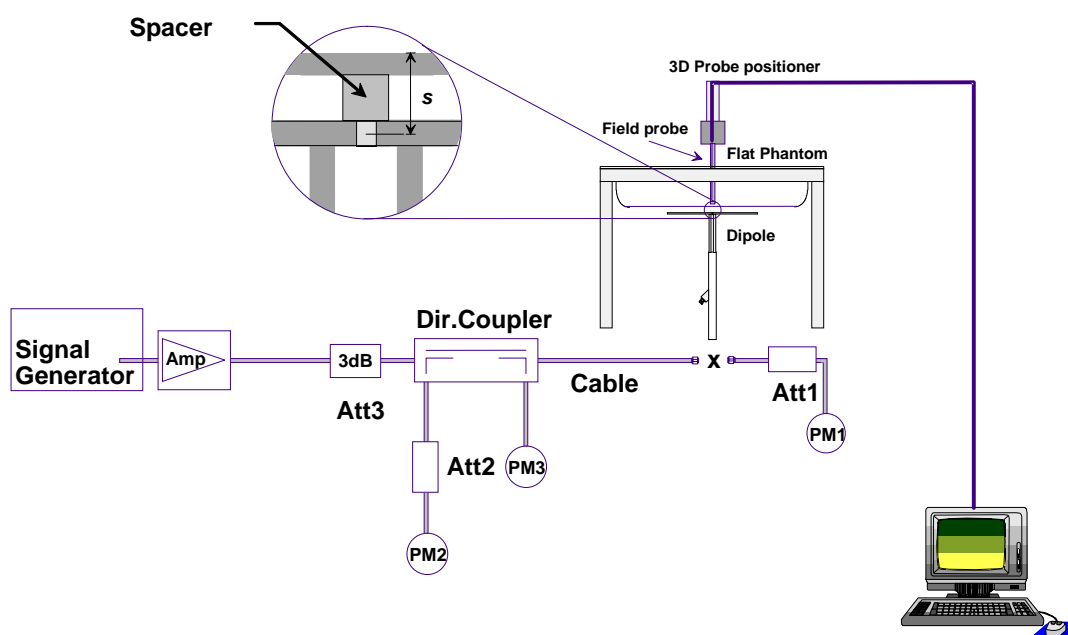 Spacer
s
3D Probe positioner
Field probe
Flat Phantom
Dipole
Dir.Coupler
Signal
Generator
Amp
3dB
Att3
Cable
X
Att1
PM1
Att2
PM3
PM2